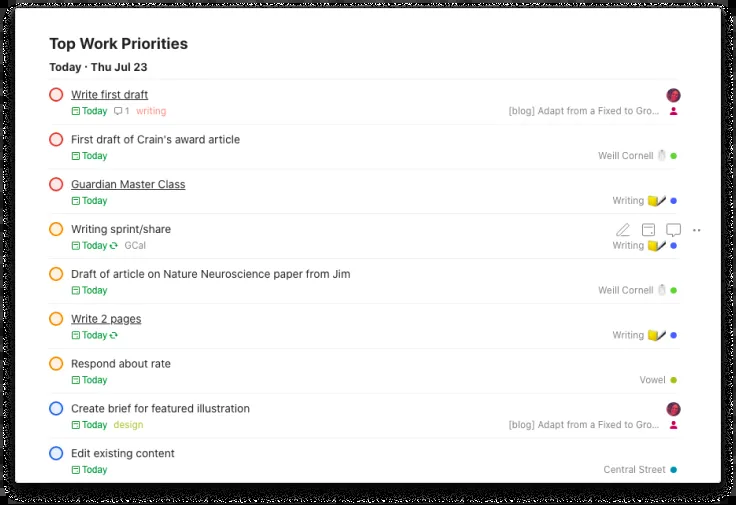 Top Work Priorities
Today · Thu Jul 23
Write first draft
Today 1 writing [blog] Adapt from a Fixed to Gro...
First draft of Crain's award article
Today Weill Cornell
Guardian Master Class
Today Writing
Writing sprint/share
Today GCal Writing
Draft of article on Nature Neuroscience paper from Jim
Today Weill Cornell
Write 2 pages
Today Writing
Respond about rate
Today Vowel
Create brief for featured illustration
Today design [blog] Adapt from a Fixed to Gro...
Edit existing content
Today Central Street